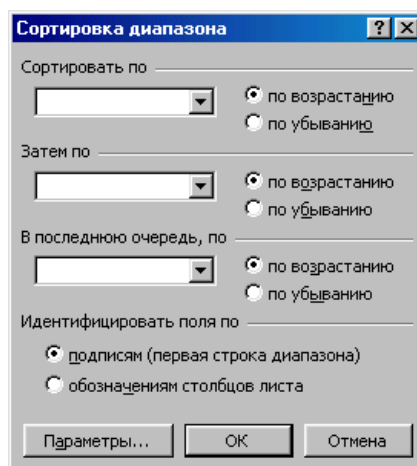 Сортировка диапазона
Сортировать по
по возрастанию
по убыванию
Затем по
по возрастанию
по убыванию
В последнюю очередь, по
по возрастанию
по убыванию
Идентифицировать поля по
подписям (первая строка диапазона)
обозначениям столбцов листа
Параметры... ОК Отмена